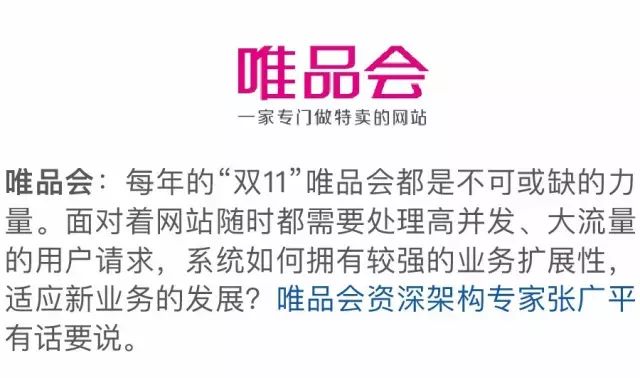 唯品会
一家专门做特卖的网站
唯品会：每年的“双11”唯品会都是不可或缺的力
量。面对着网站随时都需要处理高并发、大流量
的用户请求，系统如何拥有较强的业务扩展性，
适应新业务的发展？唯品会资深架构专家张广平
有话要说。